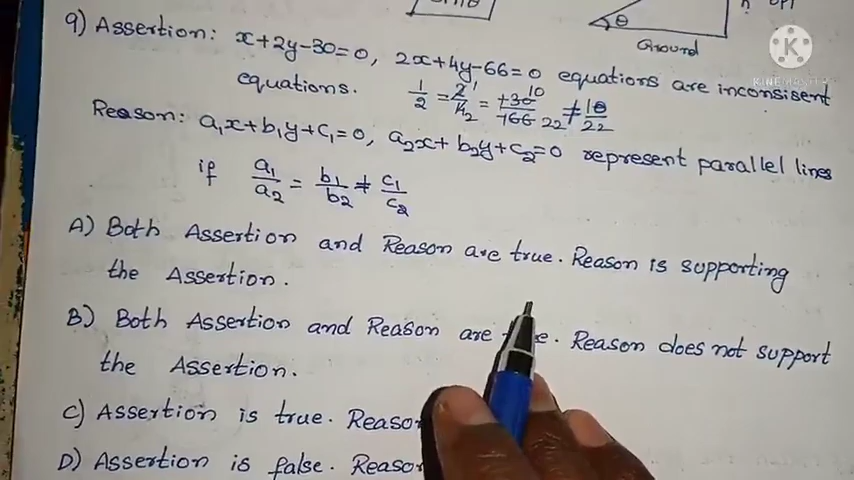 θ
Ground
KINEMASTER
9) Assertion: x+2y-30=0, 2x+4y-66=0 equations are inconsisent
equations. 1/2 = 2/4 = +30/+66 ≠ 10/22
Reason: a₁x+b₁y+c₁=0, a₂x+b₂y+c₂=0 represent parallel lines
if a₁/a₂ = b₁/b₂ ≠ c₁/c₂
A) Both Assertion and Reason are true. Reason is supporting
the Assertion.
B) Both Assertion and Reason are . Reason does not support
the Assertion.
C) Assertion is true. Reason
D) Assertion is false. Reason